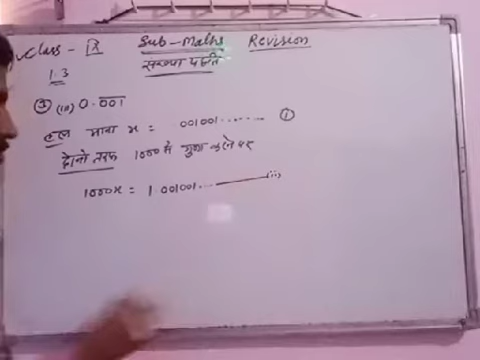 Class - IX Sub - Maths Revision
1.3 संख्या पद्धति
③ (iii) 0.001
हल माना x = .001001...... ①
दोनो तरफ 1000 से गुणा करने पर
1000x = 1.001001... (ii)